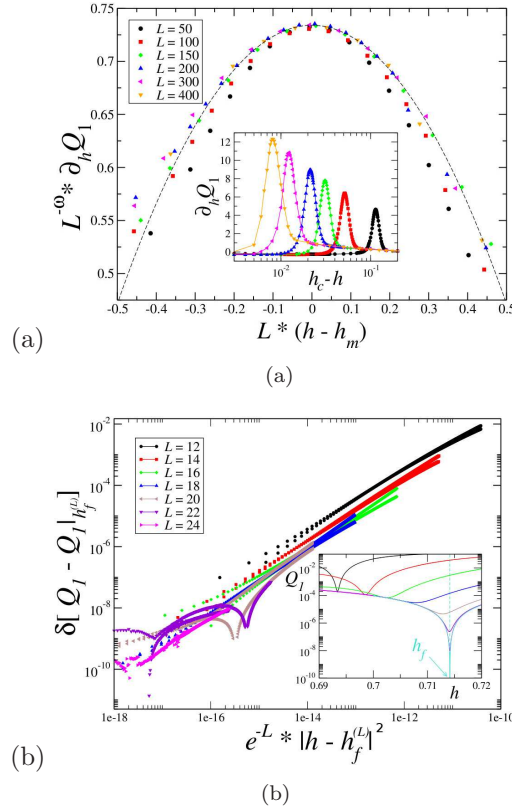 L = 50
L = 100
L = 150
L = 200
L = 300
L = 400
0.75
0.7
0.65
0.6
0.55
0.5
L^-ω * ∂_h Q_1
12
10
8
6
4
2
0
∂_h Q_1
10^-2
10^-1
h_c - h
-0.5
-0.4
-0.3
-0.2
-0.1
0
0.1
0.2
0.3
0.4
0.5
L * (h - h_m)
(a)
(a)
L = 12
L = 14
L = 16
L = 18
L = 20
L = 22
L = 24
10^-2
10^-4
10^-6
10^-8
10^-10
δ[ Q_1 - Q_1|_{h_f^(L)} ]
Q_1
10^-2
10^-4
10^-6
10^-8
10^-10
h_f
0.69
0.7
0.71
0.72
h
1e-18
1e-16
1e-14
1e-12
1e-10
e^-L * |h - h_f^(L)|^2
(b)
(b)